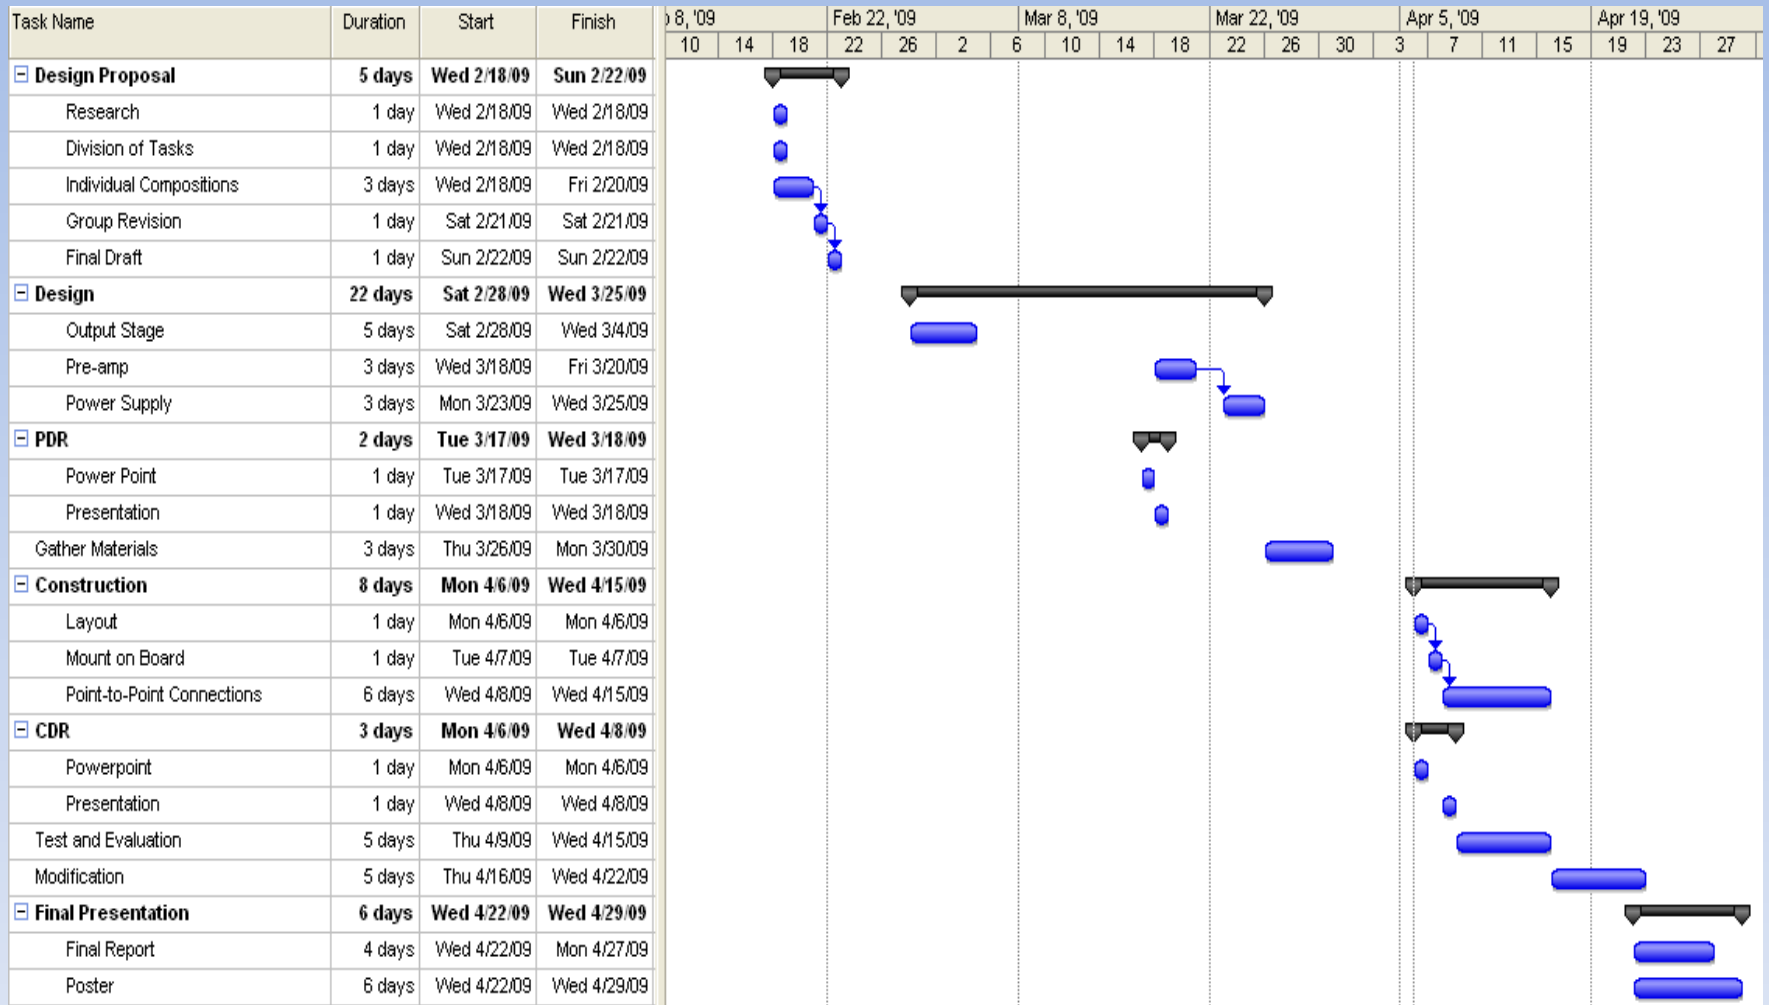 Task Name Duration Start Finish 8, '09 Feb 22, '09 Mar 8, '09 Mar 22, '09 Apr 5, '09 Apr 19, '09
10 14 18 22 26 2 6 10 14 18 22 26 30 3 7 11 15 19 23 27
Design Proposal 5 days Wed 2/18/09 Sun 2/22/09
Research 1 day Wed 2/18/09 Wed 2/18/09
Division of Tasks 1 day Wed 2/18/09 Wed 2/18/09
Individual Compositions 3 days Wed 2/18/09 Fri 2/20/09
Group Revision 1 day Sat 2/21/09 Sat 2/21/09
Final Draft 1 day Sun 2/22/09 Sun 2/22/09
Design 22 days Sat 2/28/09 Wed 3/25/09
Output Stage 5 days Sat 2/28/09 Wed 3/4/09
Pre-amp 3 days Wed 3/18/09 Fri 3/20/09
Power Supply 3 days Mon 3/23/09 Wed 3/25/09
PDR 2 days Tue 3/17/09 Wed 3/18/09
Power Point 1 day Tue 3/17/09 Tue 3/17/09
Presentation 1 day Wed 3/18/09 Wed 3/18/09
Gather Materials 3 days Thu 3/26/09 Mon 3/30/09
Construction 8 days Mon 4/6/09 Wed 4/15/09
Layout 1 day Mon 4/6/09 Mon 4/6/09
Mount on Board 1 day Tue 4/7/09 Tue 4/7/09
Point-to-Point Connections 6 days Wed 4/8/09 Wed 4/15/09
CDR 3 days Mon 4/6/09 Wed 4/8/09
Powerpoint 1 day Mon 4/6/09 Mon 4/6/09
Presentation 1 day Wed 4/8/09 Wed 4/8/09
Test and Evaluation 5 days Thu 4/9/09 Wed 4/15/09
Modification 5 days Thu 4/16/09 Wed 4/22/09
Final Presentation 6 days Wed 4/22/09 Wed 4/29/09
Final Report 4 days Wed 4/22/09 Mon 4/27/09
Poster 6 days Wed 4/22/09 Wed 4/29/09